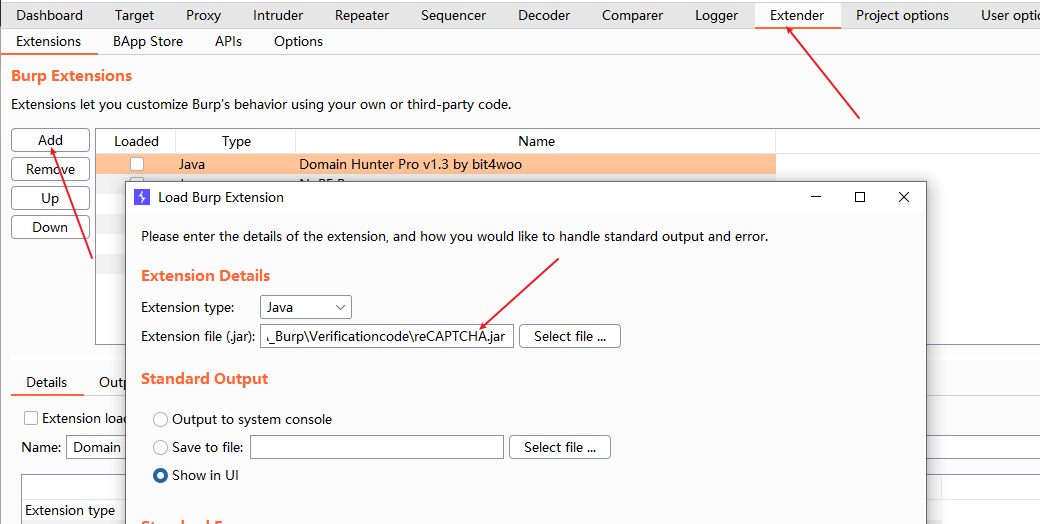 Dashboard Target Proxy Intruder Repeater Sequencer Decoder Comparer Logger Extender Project options User
Extensions BApp Store APIs Options
Burp Extensions
Extensions let you customize Burp's behavior using your own or third-party code.
Add Loaded Type Name
Remove Java Domain Hunter Pro v1.3 by bit4woo
Up
Down
Load Burp Extension
Please enter the details of the extension, and how you would like to handle standard output and error.
Extension Details
Extension type: Java
Extension file (.jar): _Burp\Verificationcode\reCAPTCHA.jar Select file ...
Standard Output
Details
Output to system console
Extension
Save to file: Select file ...
Name: Domain
Show in UI
Extension type